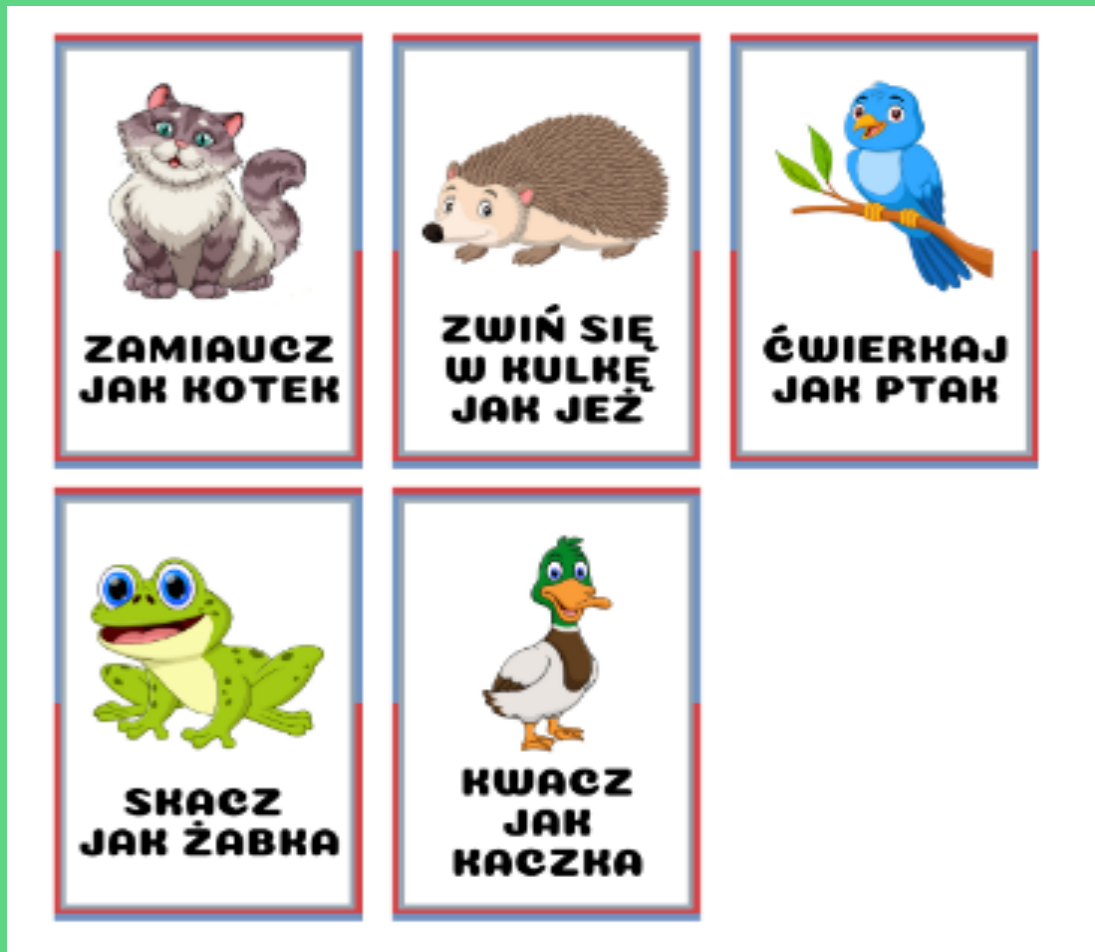 ZAMIAUCZ
JAK KOTEK
ZWIŃ SIĘ
W KULKĘ
JAK JEŻ
ĆWIERKAJ
JAK PTAK
SKACZ
JAK ŻABKA
KWACZ
JAK
KACZKA